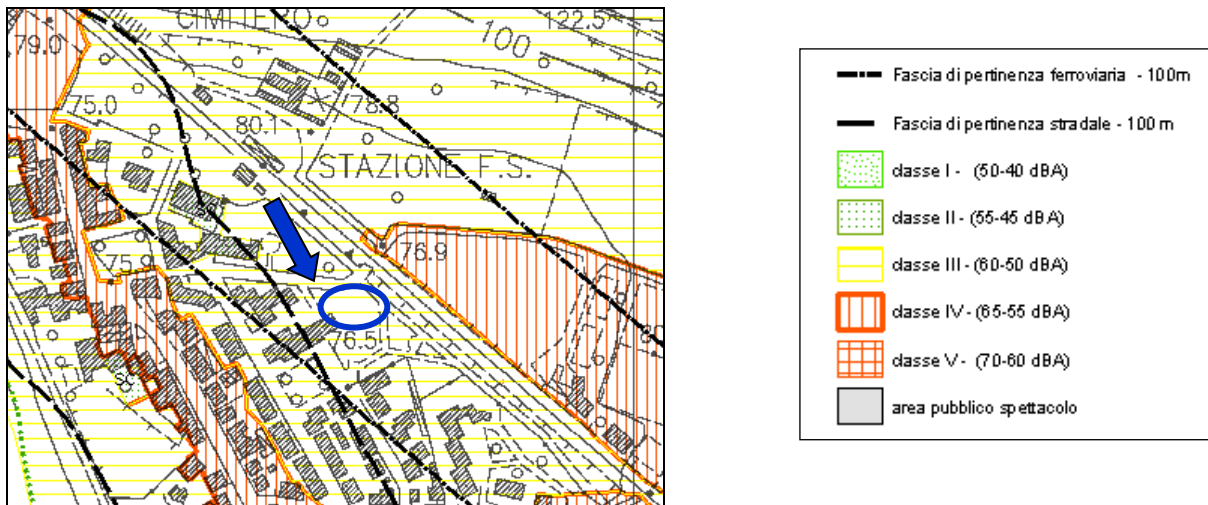 CIMITERO
122.5
79.0
100
75.0
78.8
80.1
STAZIONE F.S.
76.9
75.9
76.5
Fascia di pertinenza ferroviaria - 100m
Fascia di pertinenza stradale - 100 m
classe I - (50-40 dBA)
classe II - (55-45 dBA)
classe III - (60-50 dBA)
classe IV - (65-55 dBA)
classe V - (70-60 dBA)
area pubblico spettacolo